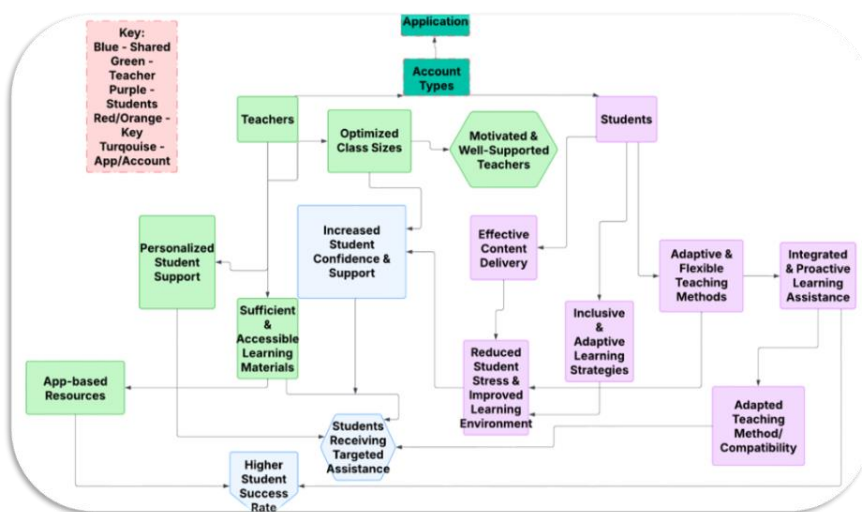 Application
Key:
Blue - Shared
Green -
Teacher
Purple -
Students
Red/Orange -
Key
Turqouise -
App/Account
Account
Types
Teachers
Optimized
Class Sizes
Motivated &
Well-Supported
Teachers
Students
Personalized
Student
Support
Increased
Student
Confidence &
Support
Effective
Content
Delivery
Adaptive &
Flexible
Teaching
Methods
Integrated
& Proactive
Learning
Assistance
Sufficient
&
Accessible
Learning
Materials
Inclusive
&
Adaptive
Learning
Strategies
App-based
Resources
Reduced
Student
Stress &
Improved
Learning
Environment
Adapted
Teaching
Method/
Compatibility
Students
Receiving
Targeted
Assistance
Higher
Student
Success
Rate